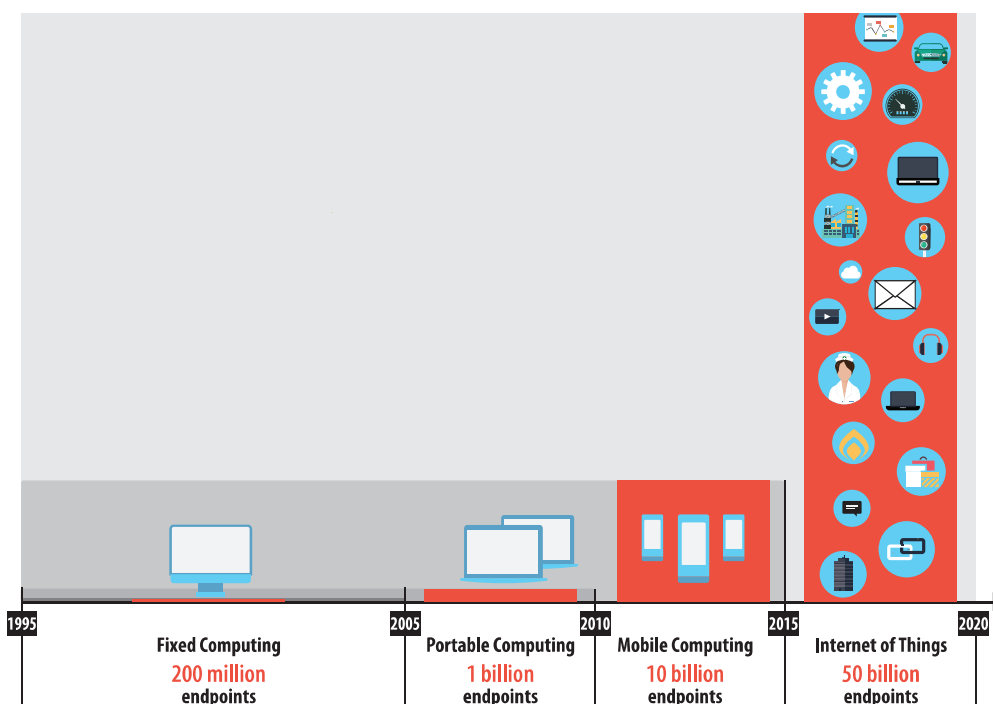 1995
2005
2010
2015
2020
Fixed Computing
200 million
endpoints
Portable Computing
1 billion
endpoints
Mobile Computing
10 billion
endpoints
Internet of Things
50 billion
endpoints